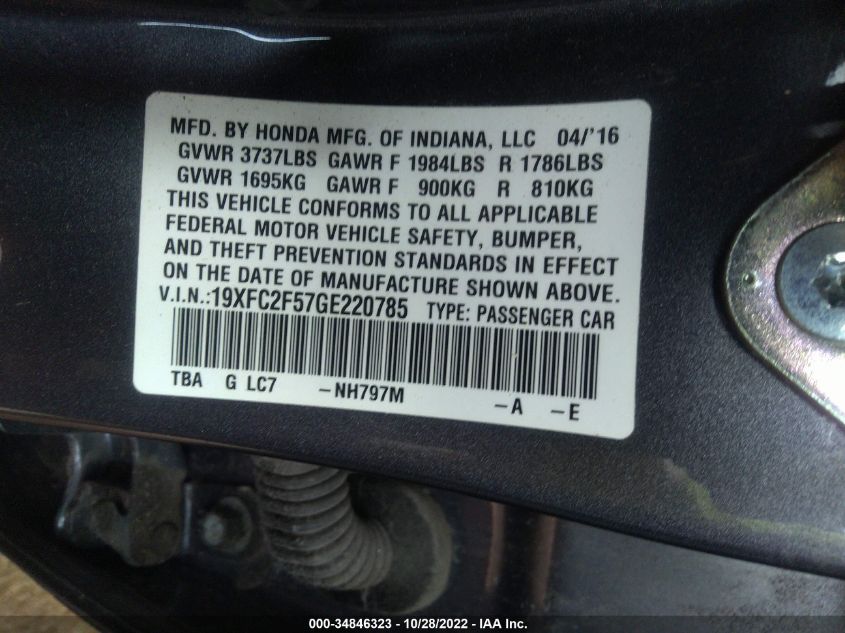 MFD. BY HONDA MFG. OF INDIANA, LLC 04/'16
GVWR 3737LBS GAWR F 1984LBS R 1786LBS
GVWR 1695KG GAWR F 900KG R 810KG
THIS VEHICLE CONFORMS TO ALL APPLICABLE
FEDERAL MOTOR VEHICLE SAFETY, BUMPER,
AND THEFT PREVENTION STANDARDS IN EFFECT
ON THE DATE OF MANUFACTURE SHOWN ABOVE.
V.I.N.:19XFC2F57GE220785 TYPE: PASSENGER CAR
TBA G LC7 -NH797M -A -E
000-34846323 - 10/28/2022 - IAA Inc.